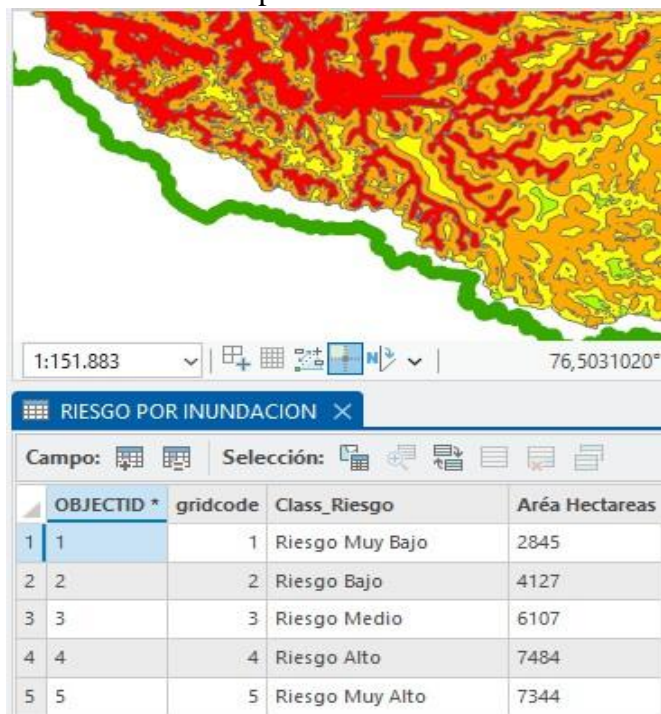 1:151.883 N 76,5031020°
RIESGO POR INUNDACION
Campo: Selección:
OBJECTID * gridcode Class_Riesgo Aréa Hectareas
1 1 1 Riesgo Muy Bajo 2845
2 2 2 Riesgo Bajo 4127
3 3 3 Riesgo Medio 6107
4 4 4 Riesgo Alto 7484
5 5 5 Riesgo Muy Alto 7344